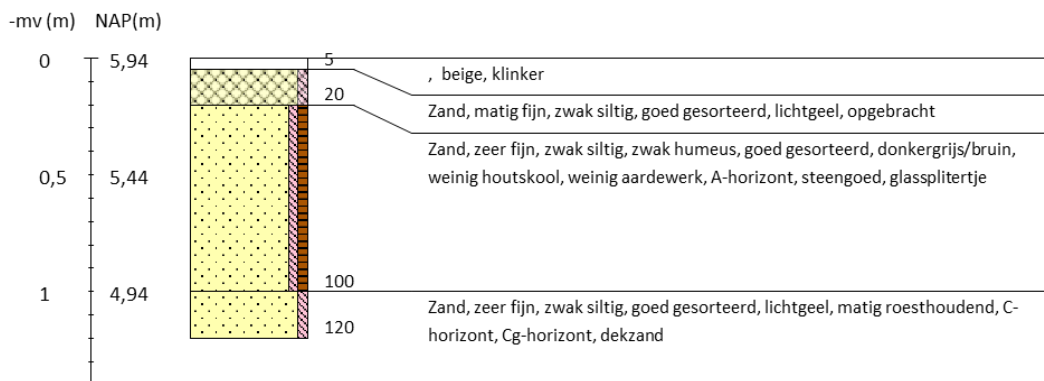 -mv (m) NAP(m)
0 5,94 5
, beige, klinker
20
Zand, matig fijn, zwak siltig, goed gesorteerd, lichtgeel, opgebracht
Zand, zeer fijn, zwak siltig, zwak humeus, goed gesorteerd, donkergrijs/bruin,
0,5 5,44 weinig houtskool, weinig aardewerk, A-horizont, steengoed, glassplitertje
100
1 4,94 Zand, zeer fijn, zwak siltig, goed gesorteerd, lichtgeel, matig roesthoudend, C-
120 horizont, Cg-horizont, dekzand